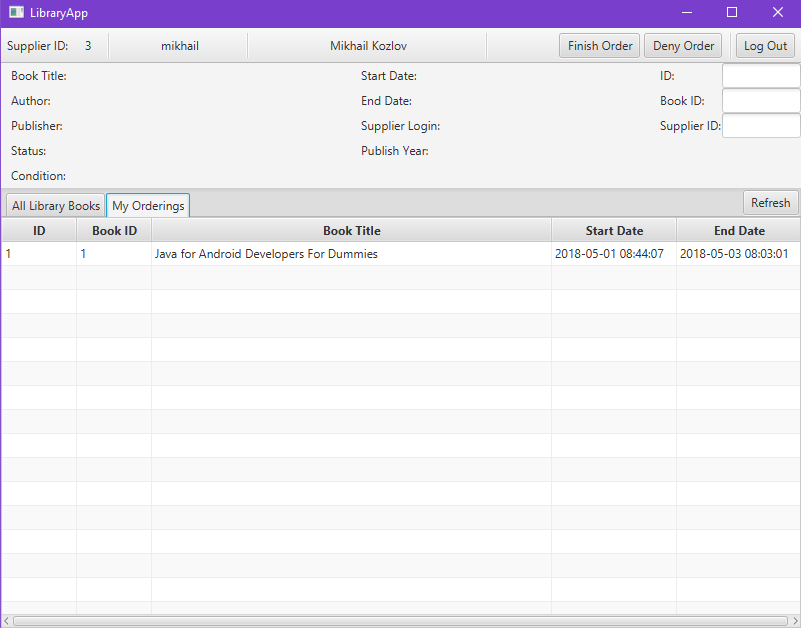 LibraryApp
Supplier ID: 3 mikhail Mikhail Kozlov Finish Order Deny Order Log Out
Book Title: Start Date: ID:
Author: End Date: Book ID:
Publisher: Supplier Login: Supplier ID:
Status: Publish Year:
Condition:
All Library Books My Orderings Refresh
ID Book ID Book Title Start Date End Date
1 1 Java for Android Developers For Dummies 2018-05-01 08:44:07 2018-05-03 08:03:01